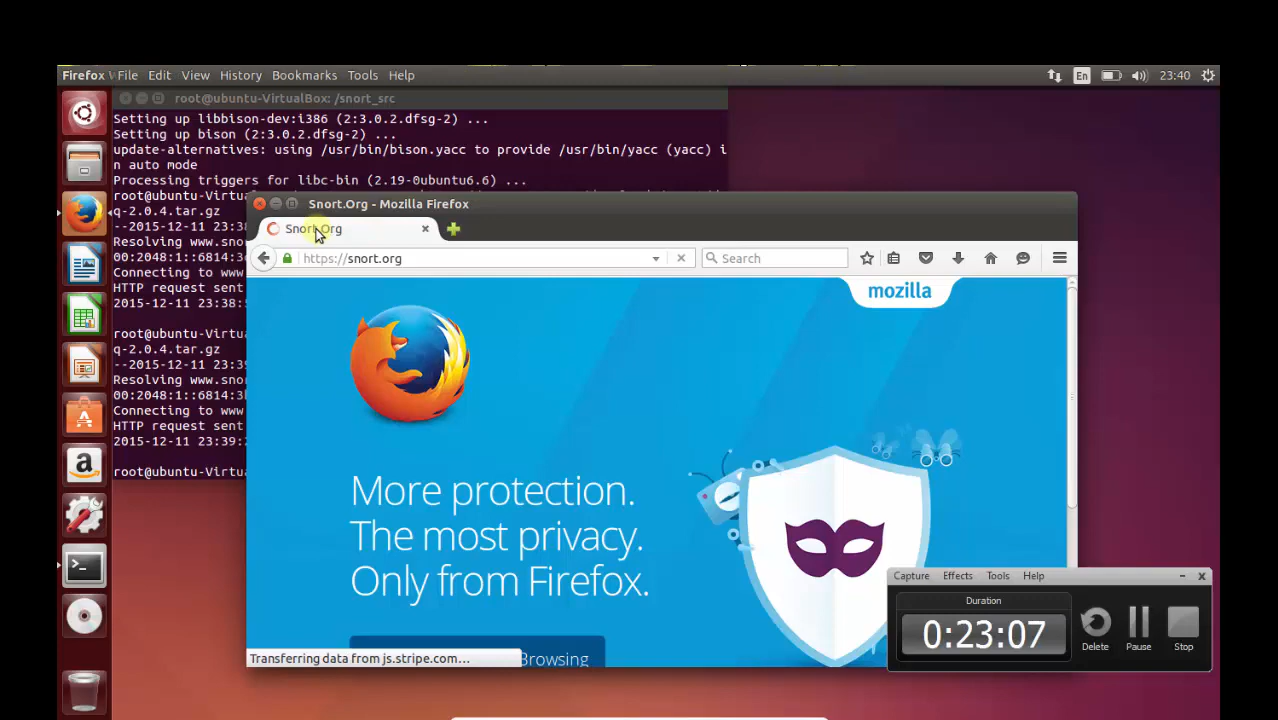 Firefox
File Edit View History Bookmarks Tools Help
En
23:40
root@ubuntu-VirtualBox: /snort_src
Setting up libbison-dev:i386 (2:3.0.2.dfsg-2) ...
Setting up bison (2:3.0.2.dfsg-2) ...
update-alternatives: using /usr/bin/bison.yacc to provide /usr/bin/yacc (yacc) i
n auto mode
Processing triggers for libc-bin (2.19-0ubuntu6.6) ...
root@ubuntu-Virtu
q-2.0.4.tar.gz
--2015-12-11 23:38
Resolving www.sno
00:2048:1::6814:3
Connecting to www
HTTP request sent
2015-12-11 23:38:
root@ubuntu-Virtu
q-2.0.4.tar.gz
--2015-12-11 23:3
Resolving www.snor
00:2048:1::6814:3
Connecting to www
HTTP request sent
2015-12-11 23:39:
root@ubuntu-Virtua
Snort.Org - Mozilla Firefox
Snort.Org
https://snort.org
Search
mozilla
More protection.
The most privacy.
Only from Firefox.
Browsing
Transferring data from js.stripe.com...
Capture Effects Tools Help
Duration
0:23:07
Delete Pause Stop